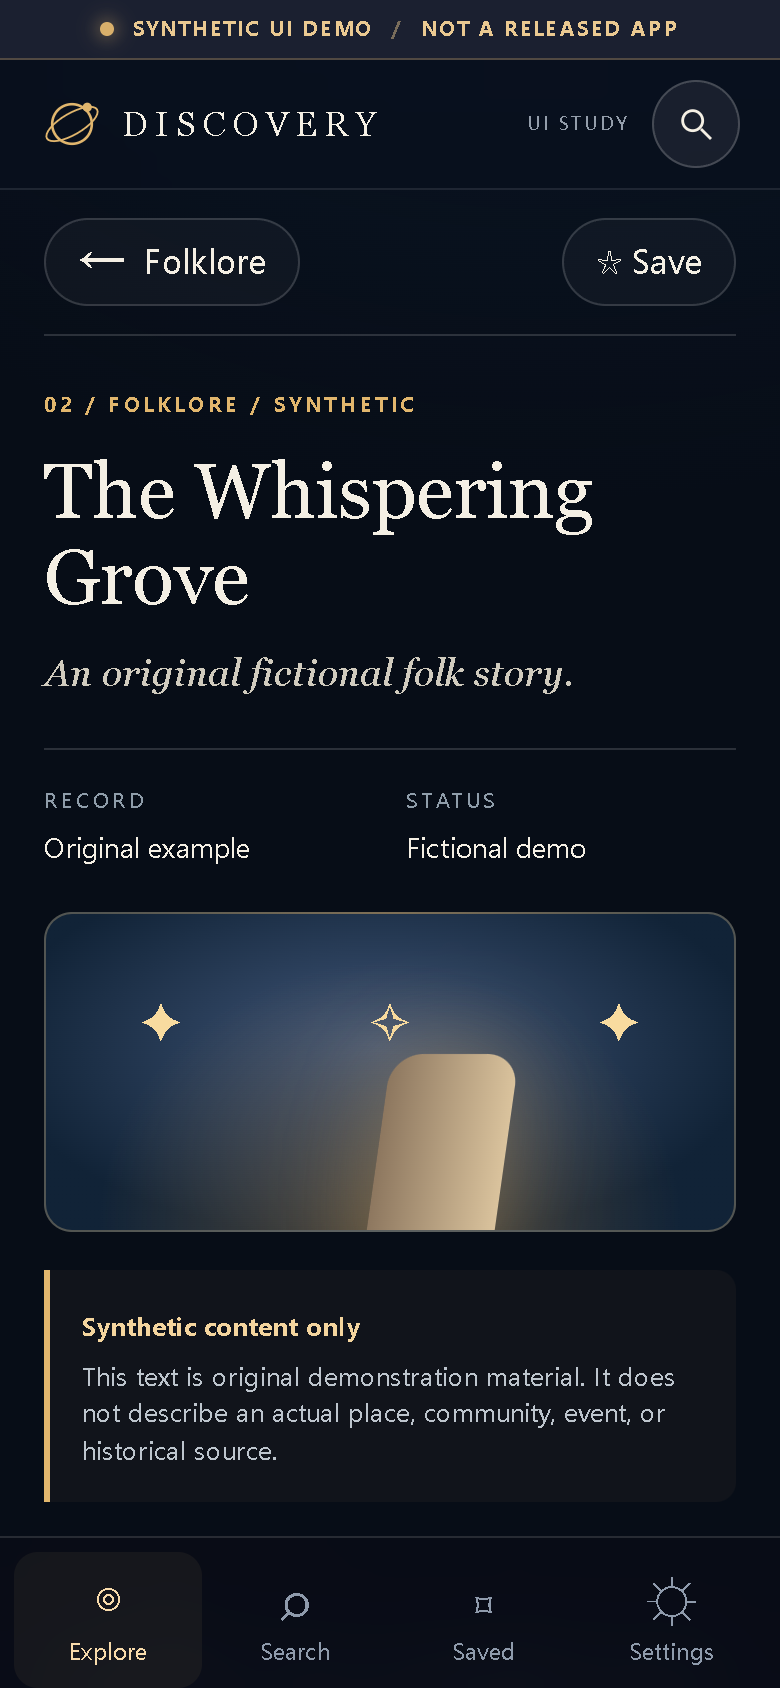 SYNTHETIC UI DEMO / NOT A RELEASED APP
DISCOVERY
UI STUDY
← Folklore
☆ Save
02 / FOLKLORE / SYNTHETIC
The Whispering
Grove
An original fictional folk story.
RECORD
STATUS
Original example
Fictional demo
Synthetic content only
This text is original demonstration material. It does
not describe an actual place, community, event, or
historical source.
Explore
Search
Saved
Settings